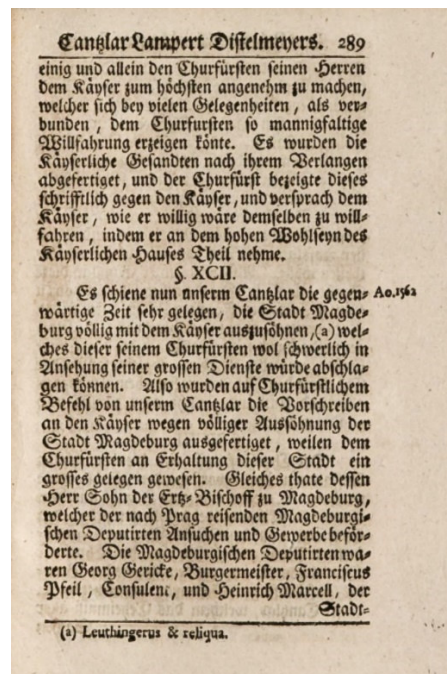 Cantzlar Lampert Distelmeyers. 289
einig und allein den Churfürsten seinen Herren
dem Käyser zum höchsten angenehm zu machen,
welcher sich bey vielen Gelegenheiten, als ver-
bunden, dem Churfursten so mannigfaltige
Willfahrung erzeigen könte. Es wurden die
Käyserliche Gesandten nach ihrem Verlangen
abgefertiget, und der Churfürst bezeigte dieses
schrifftlich gegen den Käyser, und versprach dem
Käyser, wie er willig wäre demselben zu will-
fahren, indem er an dem hohen Wohlseyn des
Käyserlichen Hauses Theil nehme.
§. XCII.
Es schiene nun unserm Cantzlar die gegen- Ao. 1562
wärtige Zeit sehr gelegen, die Stadt Magde-
burg völlig mit dem Käyser auszusöhnen, (a) wel-
ches dieser seinem Churfürsten wol schwerlich in
Ansehung seiner grossen Dienste würde abschla-
gen können. Also wurden auf Churfürstlichem
Befehl von unserm Cantzlar die Vorschreiben
an den Käyser wegen völliger Aussöhnung der
Stadt Magdeburg ausgefertiget, weilen dem
Churfürsten an Erhaltung dieser Stadt ein
grosses gelegen gewesen. Gleiches thate dessen
Herr Sohn der Ertz-Bischoff zu Magdeburg,
welcher der nach Prag reisenden Magdeburgi-
schen Deputirten Ansuchen und Gewerbe beför-
derte. Die Magdeburgischen Deputirten wa-
ren Georg Gericke, Burgermeister, Franciscus
Pfeil, Consulent, und Heinrich Marcell, der
Stadt-
(a) Leuthingerus & reliqua.